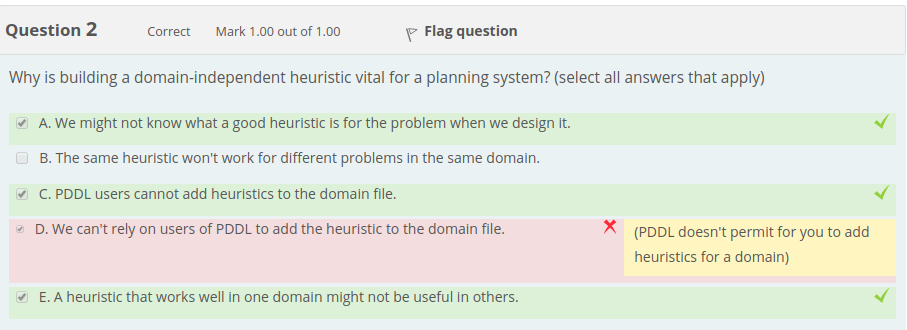 Question 2 Correct Mark 1.00 out of 1.00 Flag question
Why is building a domain-independent heuristic vital for a planning system? (select all answers that apply)
A. We might not know what a good heuristic is for the problem when we design it.
B. The same heuristic won't work for different problems in the same domain.
C. PDDL users cannot add heuristics to the domain file.
D. We can't rely on users of PDDL to add the heuristic to the domain file.
(PDDL doesn't permit for you to add
heuristics for a domain)
E. A heuristic that works well in one domain might not be useful in others.